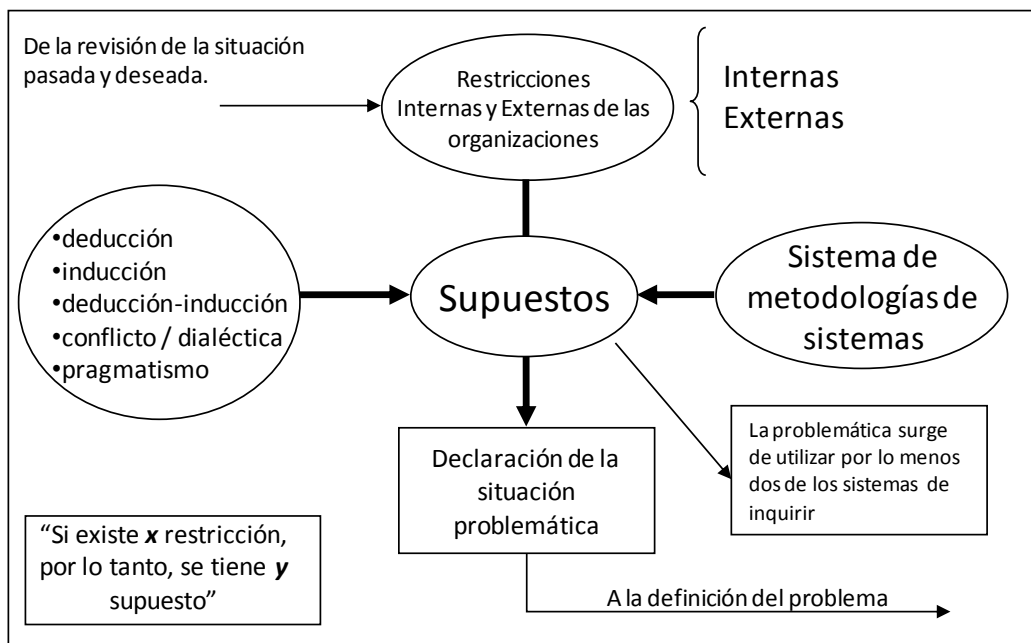 De la revisión de la situación
pasada y deseada.
Restricciones
Internas y Externas de las
organizaciones
Internas
Externas
•deducción
•inducción
•deducción-inducción
•conflicto / dialéctica
•pragmatismo
Supuestos
Sistema de
metodologías de
sistemas
Declaración de la
situación
problemática
La problemática surge
de utilizar por lo menos
dos de los sistemas de
inquirir
“Si existe x restricción,
por lo tanto, se tiene y
supuesto”
A la definición del problema